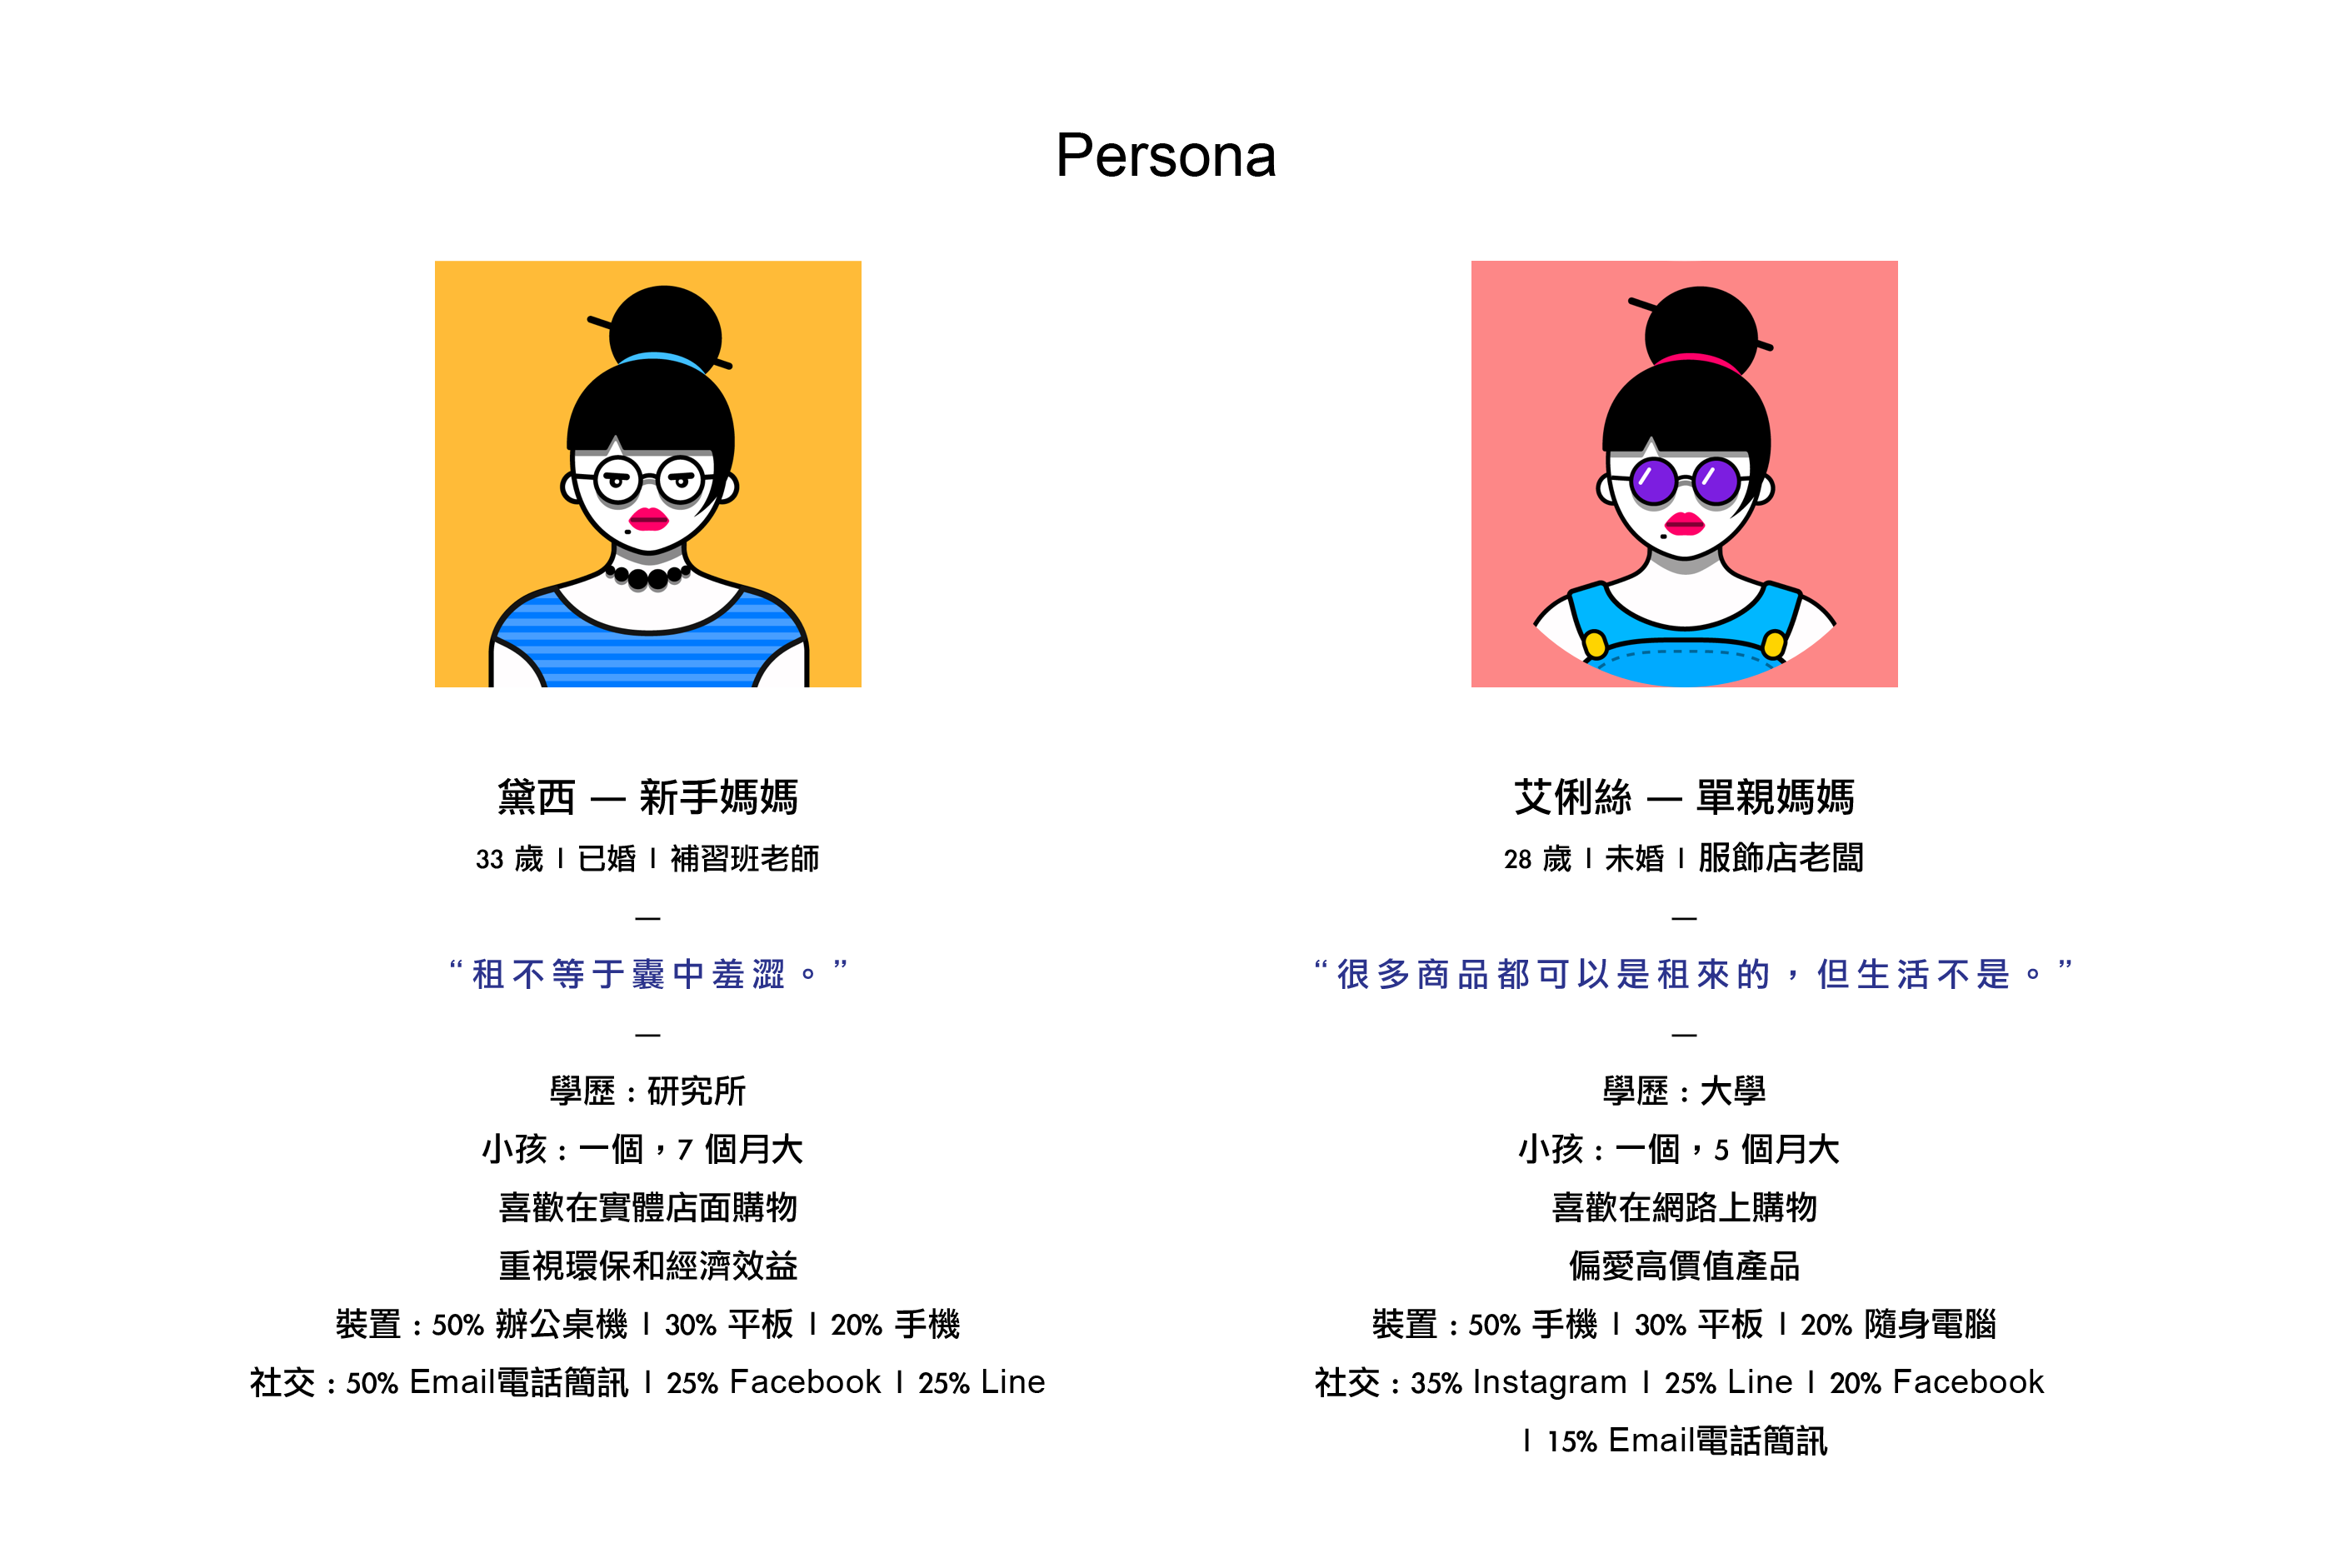 Persona
黛西 — 新手媽媽
33 歲 | 已婚 | 補習班老師
—
“租不等于囊中羞澀。”
—
學歷 : 研究所
小孩 : 一個，7 個月大
喜歡在實體店面購物
重視環保和經濟效益
裝置 : 50% 辦公桌機 | 30% 平板 | 20% 手機
社交 : 50% Email電話簡訊 | 25% Facebook | 25% Line
艾俐絲 — 單親媽媽
28 歲 | 未婚 | 服飾店老闆
—
“很多商品都可以是租來的，但生活不是。”
—
學歷 : 大學
小孩 : 一個，5 個月大
喜歡在網路上購物
偏愛高價值產品
裝置 : 50% 手機 | 30% 平板 | 20% 隨身電腦
社交 : 35% Instagram | 25% Line | 20% Facebook
| 15% Email電話簡訊